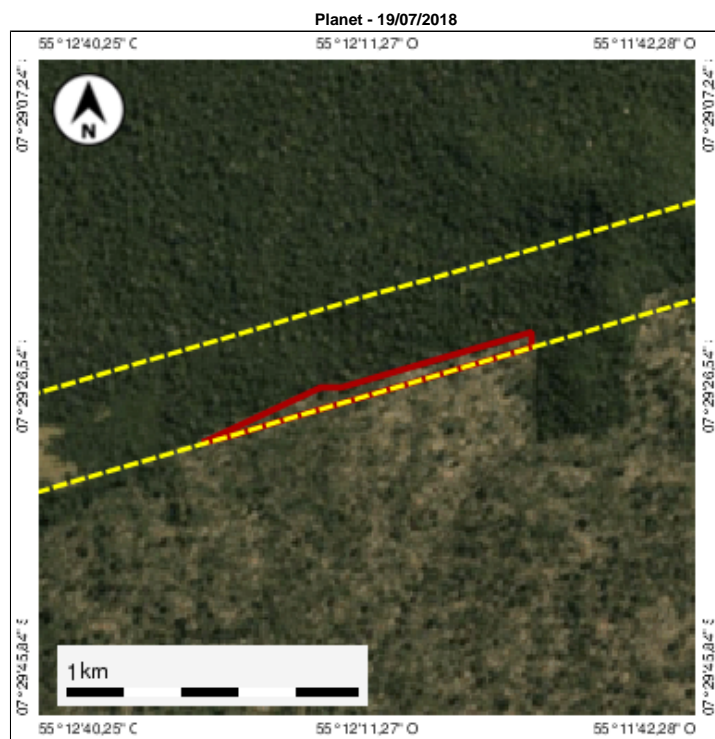 Planet - 19/07/2018
55°12'40,25" O 55°12'11,27" O 55°11'42,28" O
07°29'07,24" 07°29'07,24"
N
07°29'26,54" 07°29'26,54"
07°29'45,84" S 07°29'45,84" S
1km
55°12'40,25" O 55°12'11,27" O 55°11'42,28" O